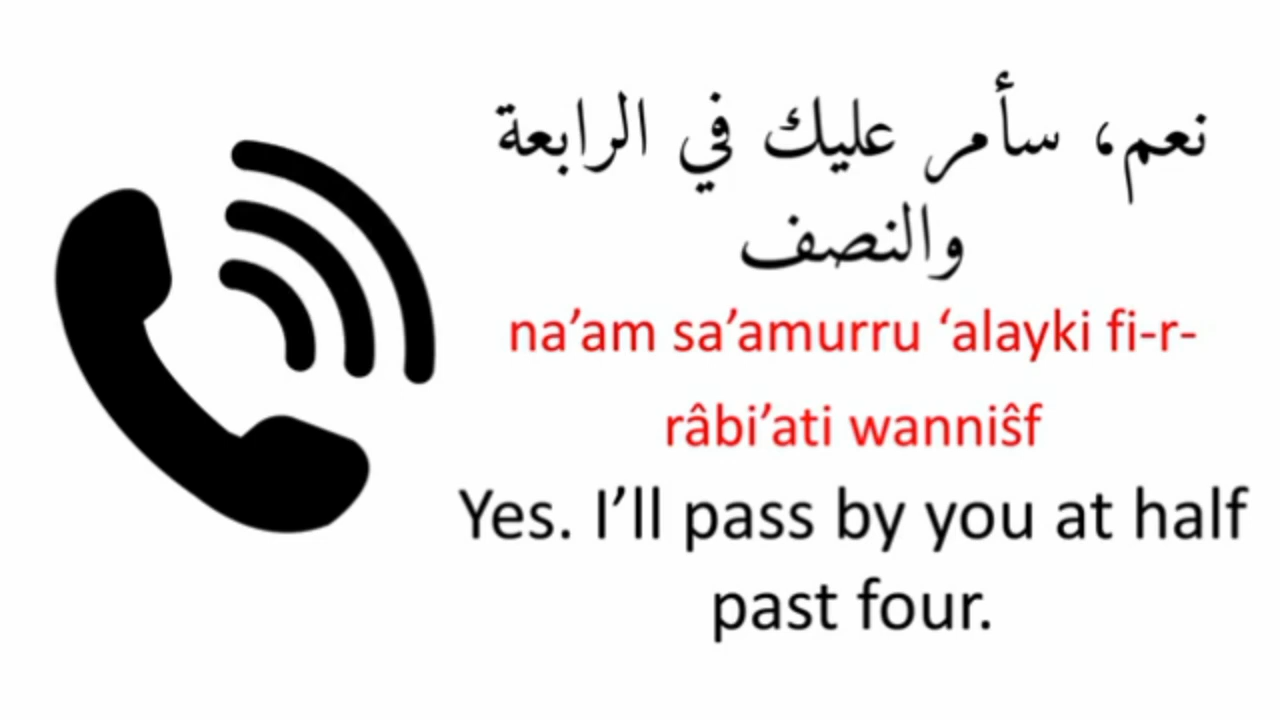 نعم، سأمر عليك في الرابعة
والنصف
na’am sa’amurru ‘alayki fi-r-
râbi’ati wanniŝf
Yes. I’ll pass by you at half
past four.